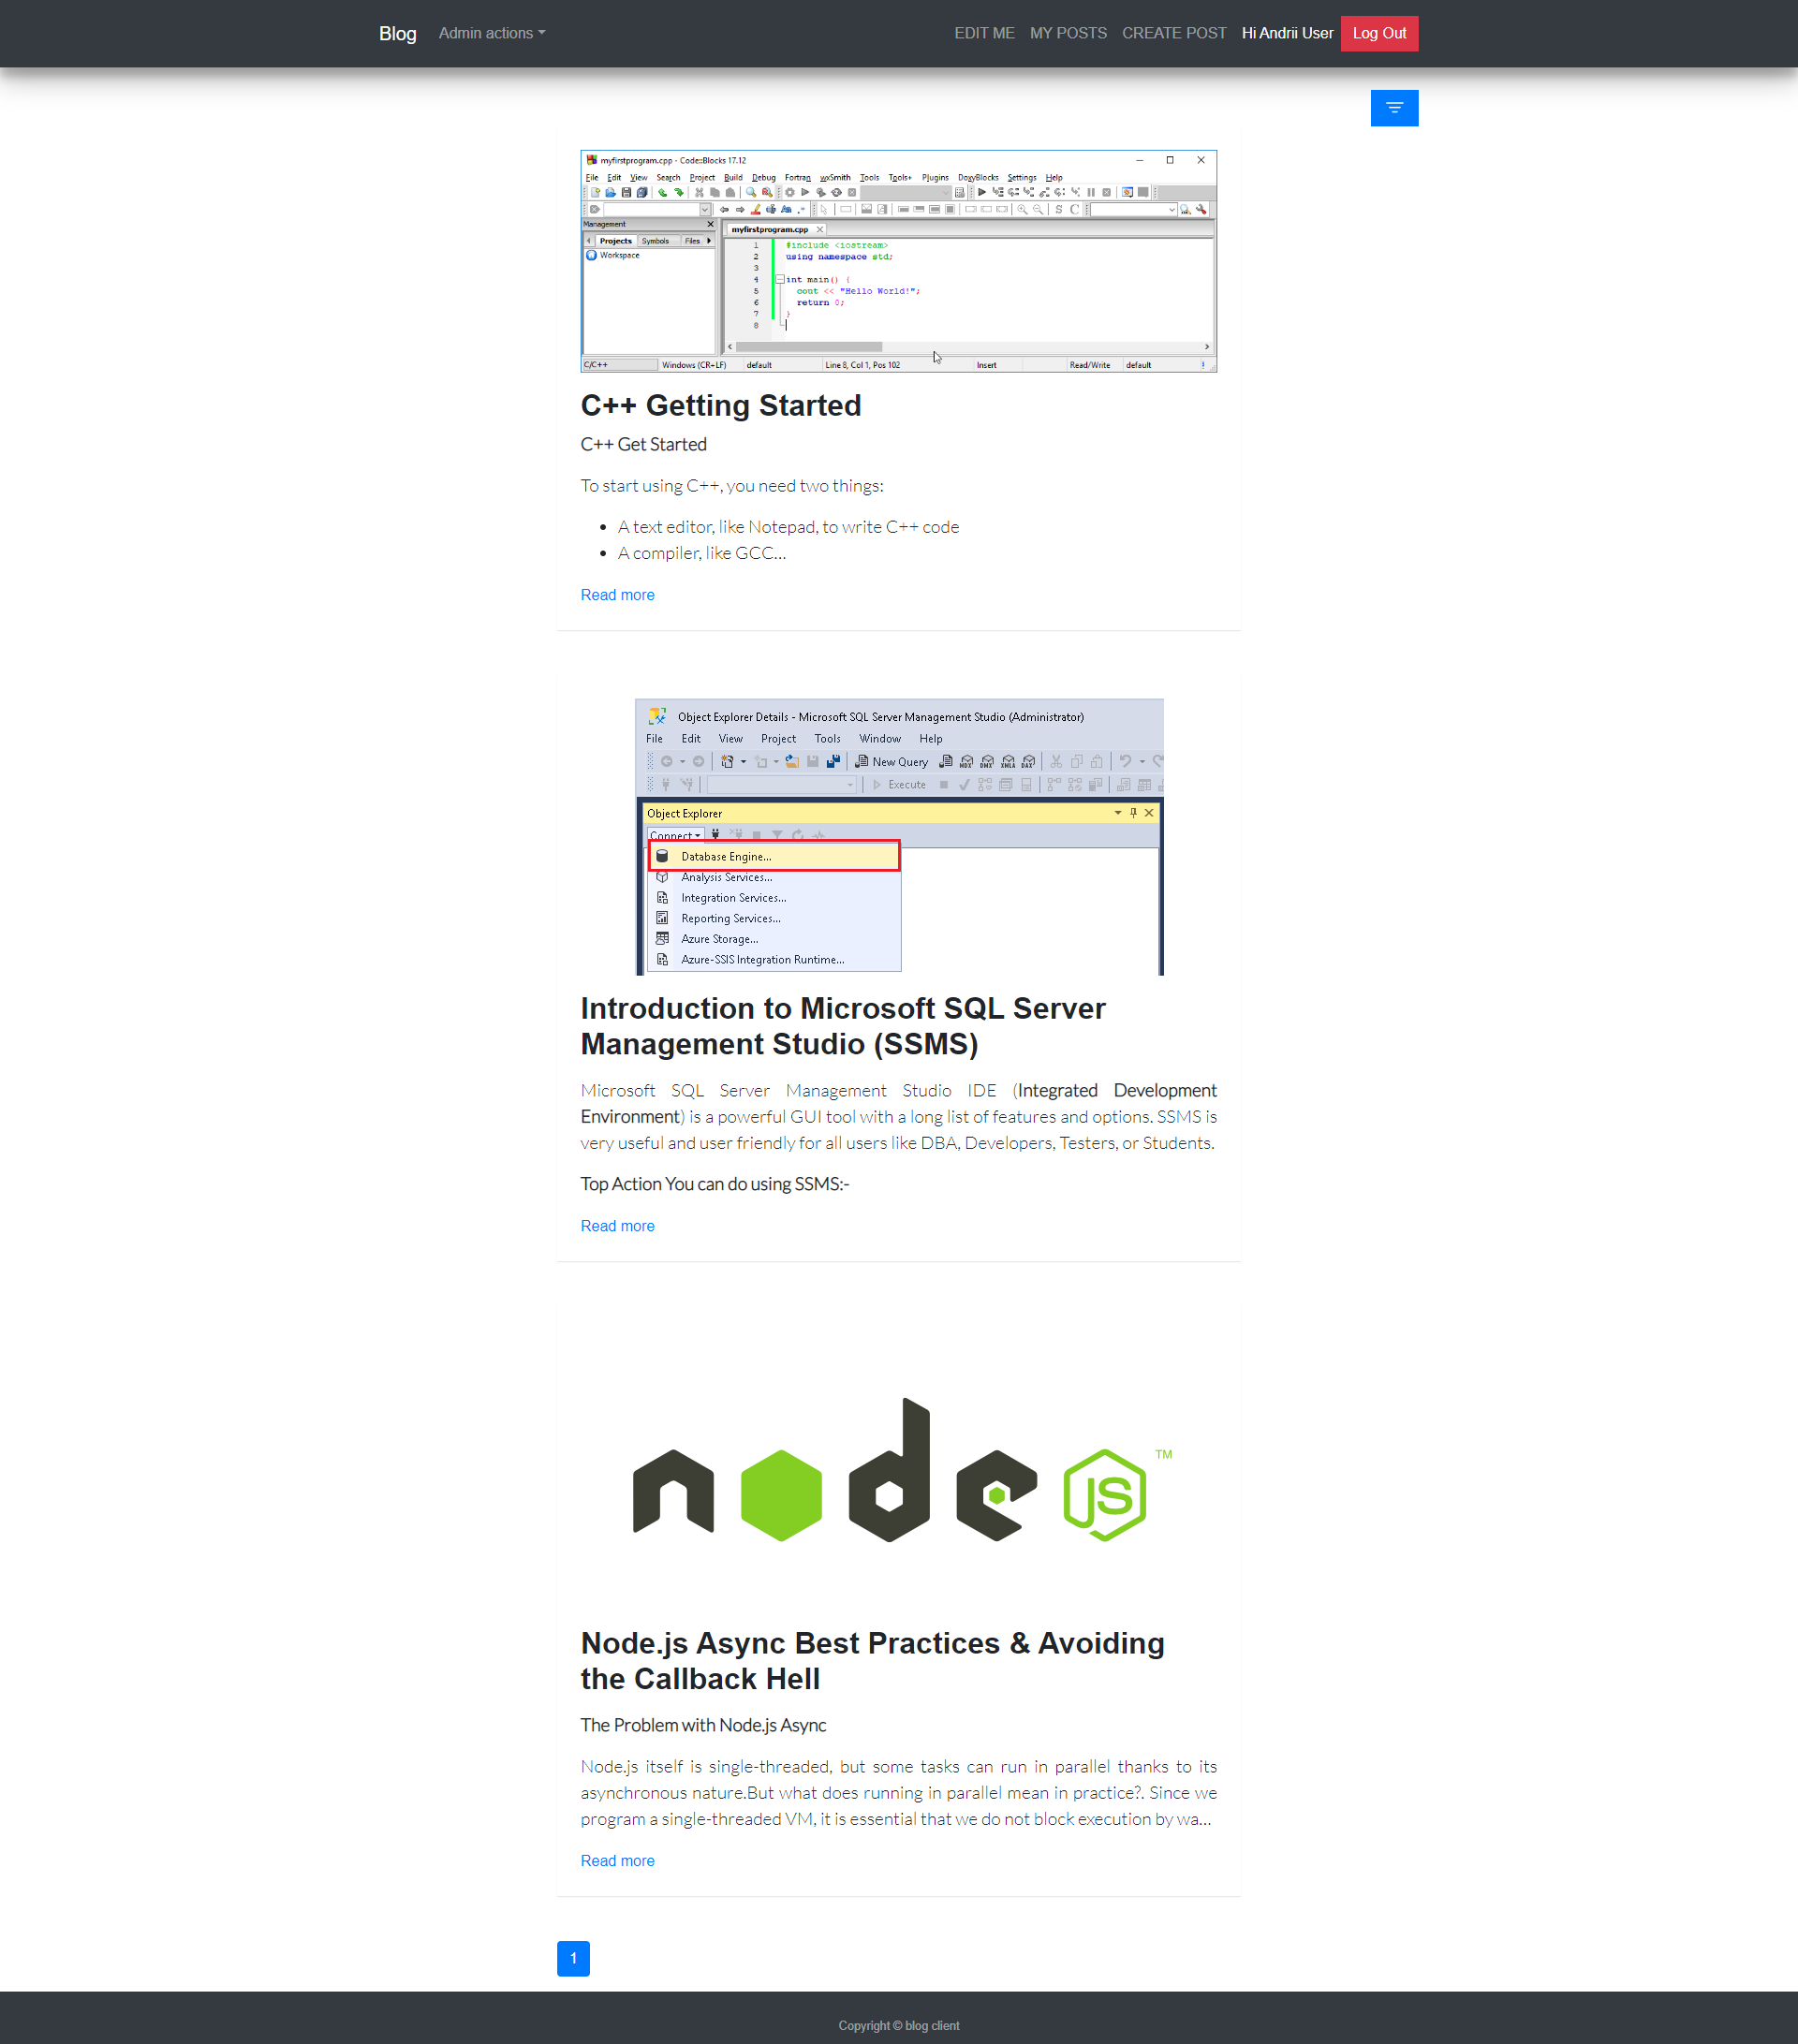 Blog Admin actions EDIT ME MY POSTS CREATE POST Hi Andrii User Log Out
myfirstprogram.cpp - Code::Blocks 17.12
File Edit View Search Project Build Debug Fortran wxSmith Tools Tools+ Plugins DoxyBlocks Settings Help
Management
Projects Symbols Files
Workspace
myfirstprogram.cpp
1 #include <iostream>
2 using namespace std;
3
4 int main() {
5 cout << "Hello World!";
6 return 0;
7 }
8
C/C++ Windows (CR+LF) default Line 8, Col 1, Pos 102 Insert Read/Write default
C++ Getting Started
C++ Get Started
To start using C++, you need two things:
• A text editor, like Notepad, to write C++ code
• A compiler, like GCC...
Read more
Object Explorer Details - Microsoft SQL Server Management Studio (Administrator)
File Edit View Project Tools Window Help
New Query MDX DMX XMLA DAX
Execute
Object Explorer
Connect
Database Engine...
Analysis Services...
Integration Services...
Reporting Services...
Azure Storage...
Azure-SSIS Integration Runtime...
Introduction to Microsoft SQL Server
Management Studio (SSMS)
Microsoft SQL Server Management Studio IDE (Integrated Development
Environment) is a powerful GUI tool with a long list of features and options. SSMS is
very useful and user friendly for all users like DBA, Developers, Testers, or Students.
Top Action You can do using SSMS:-
Read more
node JS TM
Node.js Async Best Practices & Avoiding
the Callback Hell
The Problem with Node.js Async
Node.js itself is single-threaded, but some tasks can run in parallel thanks to its
asynchronous nature.But what does running in parallel mean in practice?. Since we
program a single-threaded VM, it is essential that we do not block execution by wa...
Read more
1
Copyright © blog client